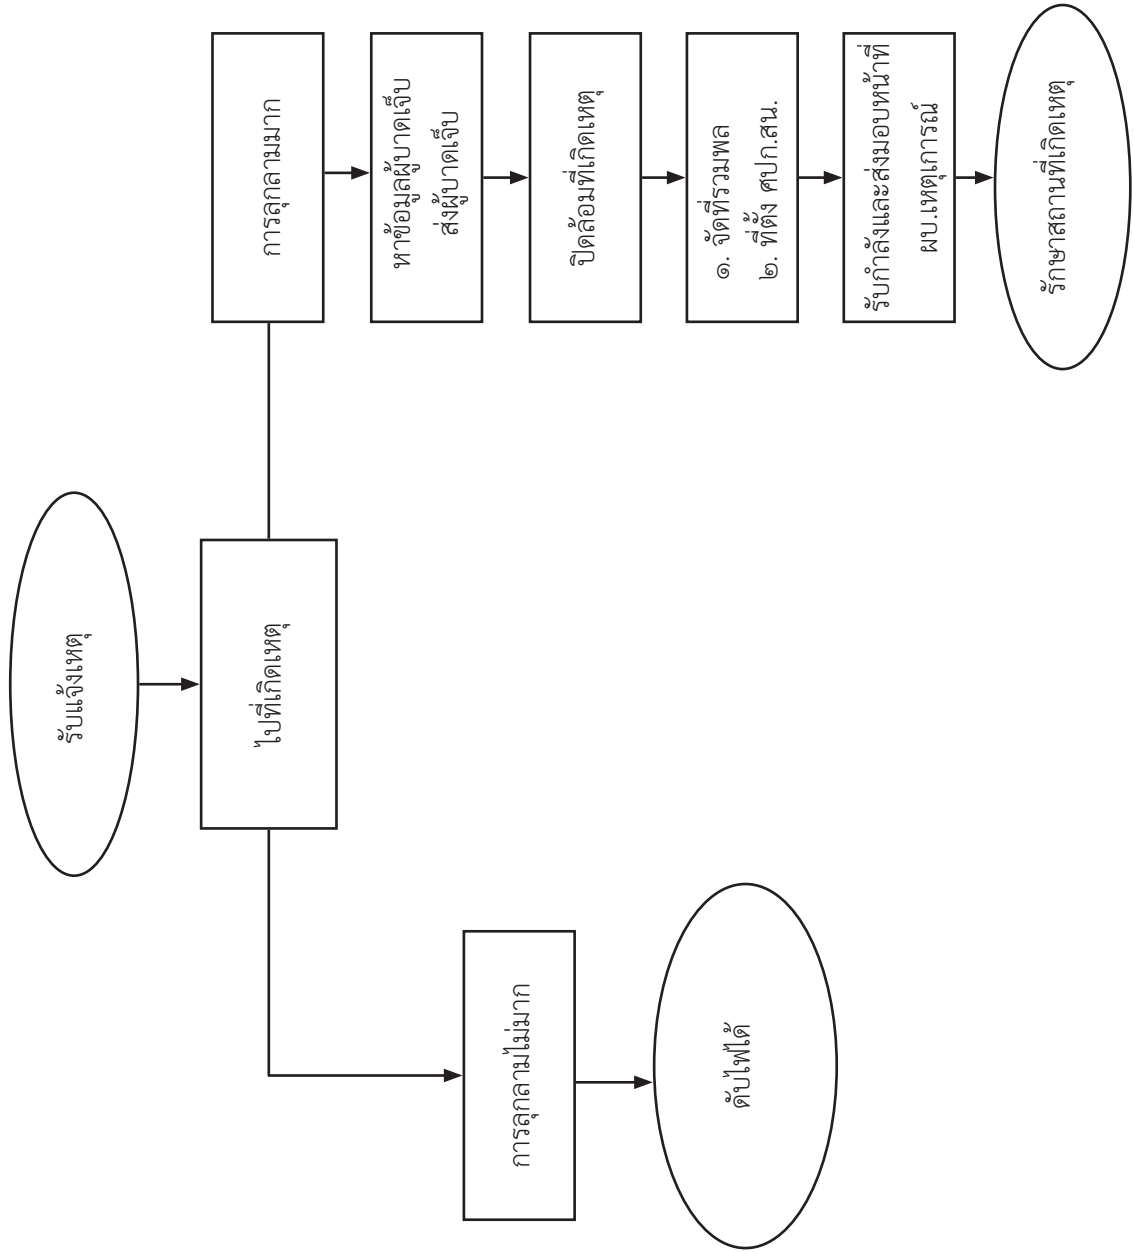 รับแจ้งเหตุ
ไปที่เกิดเหตุ
การลุกลามไม่มาก
ดับไฟได้
การลุกลามมาก
หาข้อมูลผู้บาดเจ็บ
ส่งผู้บาดเจ็บ
ปิดล้อมที่เกิดเหตุ
๑. จัดที่รวมพล
๒. ที่ตั้ง ศปก.สน.
รับกำลังและส่งมอบหน้าที่
ผบ.เหตุการณ์
รักษาสถานที่เกิดเหตุ